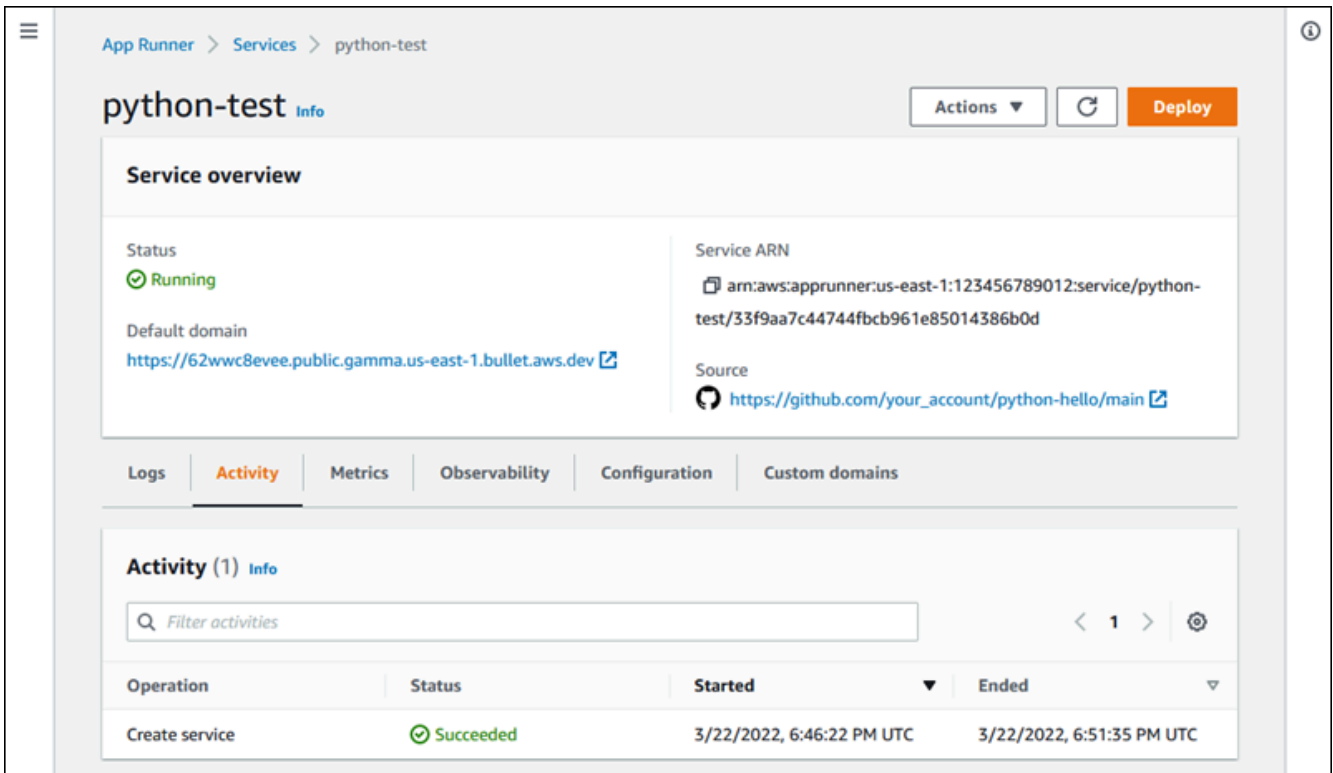 App Runner > Services > python-test
python-test Info
Actions Deploy
Service overview
Status
Running
Default domain
https://62wwc8evee.public.gamma.us-east-1.bullet.aws.dev
Service ARN
arn:aws:apprunner:us-east-1:123456789012:service/python-
test/33f9aa7c44744fbcb961e85014386b0d
Source
https://github.com/your_account/python-hello/main
Logs Activity Metrics Observability Configuration Custom domains
Activity (1) Info
Filter activities
< 1 >
Operation Status Started Ended
Create service Succeeded 3/22/2022, 6:46:22 PM UTC 3/22/2022, 6:51:35 PM UTC